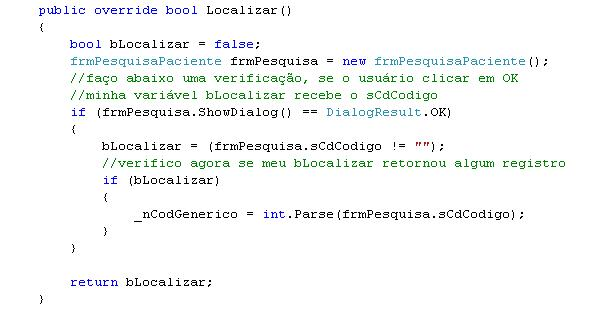 public override bool Localizar()
{
    bool bLocalizar = false;
    frmPesquisaPaciente frmPesquisa = new frmPesquisaPaciente();
    //faço abaixo uma verificação, se o usuário clicar em OK
    //minha variável bLocalizar recebe o sCdCodigo
    if (frmPesquisa.ShowDialog() == DialogResult.OK)
    {
        bLocalizar = (frmPesquisa.sCdCodigo != "");
        //verifico agora se meu bLocalizar retornou algum registro
        if (bLocalizar)
        {
            _nCodGenerico = int.Parse(frmPesquisa.sCdCodigo);
        }
    }

    return bLocalizar;
}